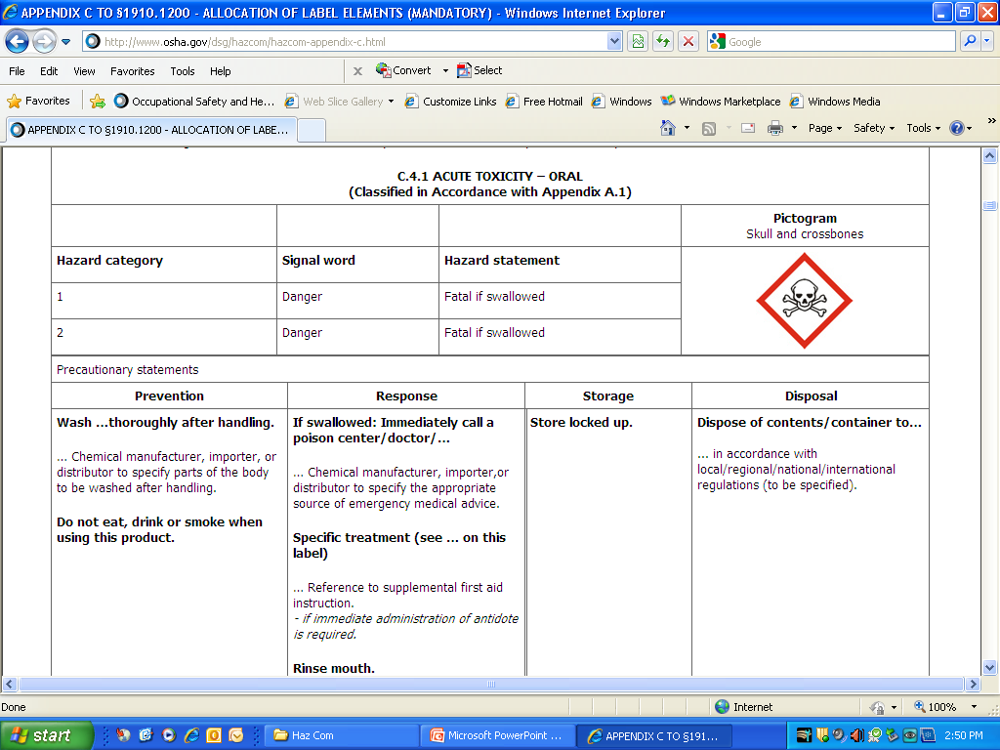 APPENDIX C TO §1910.1200 - ALLOCATION OF LABEL ELEMENTS (MANDATORY) - Windows Internet Explorer
http://www.osha.gov/dsg/hazcom/hazcom-appendix-c.html
Google
File Edit View Favorites Tools Help
x Convert Select
Favorites Occupational Safety and He... Web Slice Gallery Customize Links Free Hotmail Windows Windows Marketplace Windows Media
APPENDIX C TO §1910.1200 - ALLOCATION OF LABE...
Page Safety Tools
C.4.1 ACUTE TOXICITY – ORAL
(Classified in Accordance with Appendix A.1)
Pictogram
Skull and crossbones
Hazard category Signal word Hazard statement
1 Danger Fatal if swallowed
2 Danger Fatal if swallowed
Precautionary statements
Prevention Response Storage Disposal
Wash ...thoroughly after handling.
... Chemical manufacturer, importer, or
distributor to specify parts of the body
to be washed after handling.
Do not eat, drink or smoke when
using this product.
If swallowed: Immediately call a
poison center/doctor/...
... Chemical manufacturer, importer,or
distributor to specify the appropriate
source of emergency medical advice.
Specific treatment (see ... on this
label)
... Reference to supplemental first aid
instruction.
- if immediate administration of antidote
is required.
Rinse mouth.
Store locked up.
Dispose of contents/container to...
... in accordance with
local/regional/national/international
regulations (to be specified).
Done Internet 100%
start Haz Com Microsoft PowerPoint ... APPENDIX C TO §191... 2:50 PM